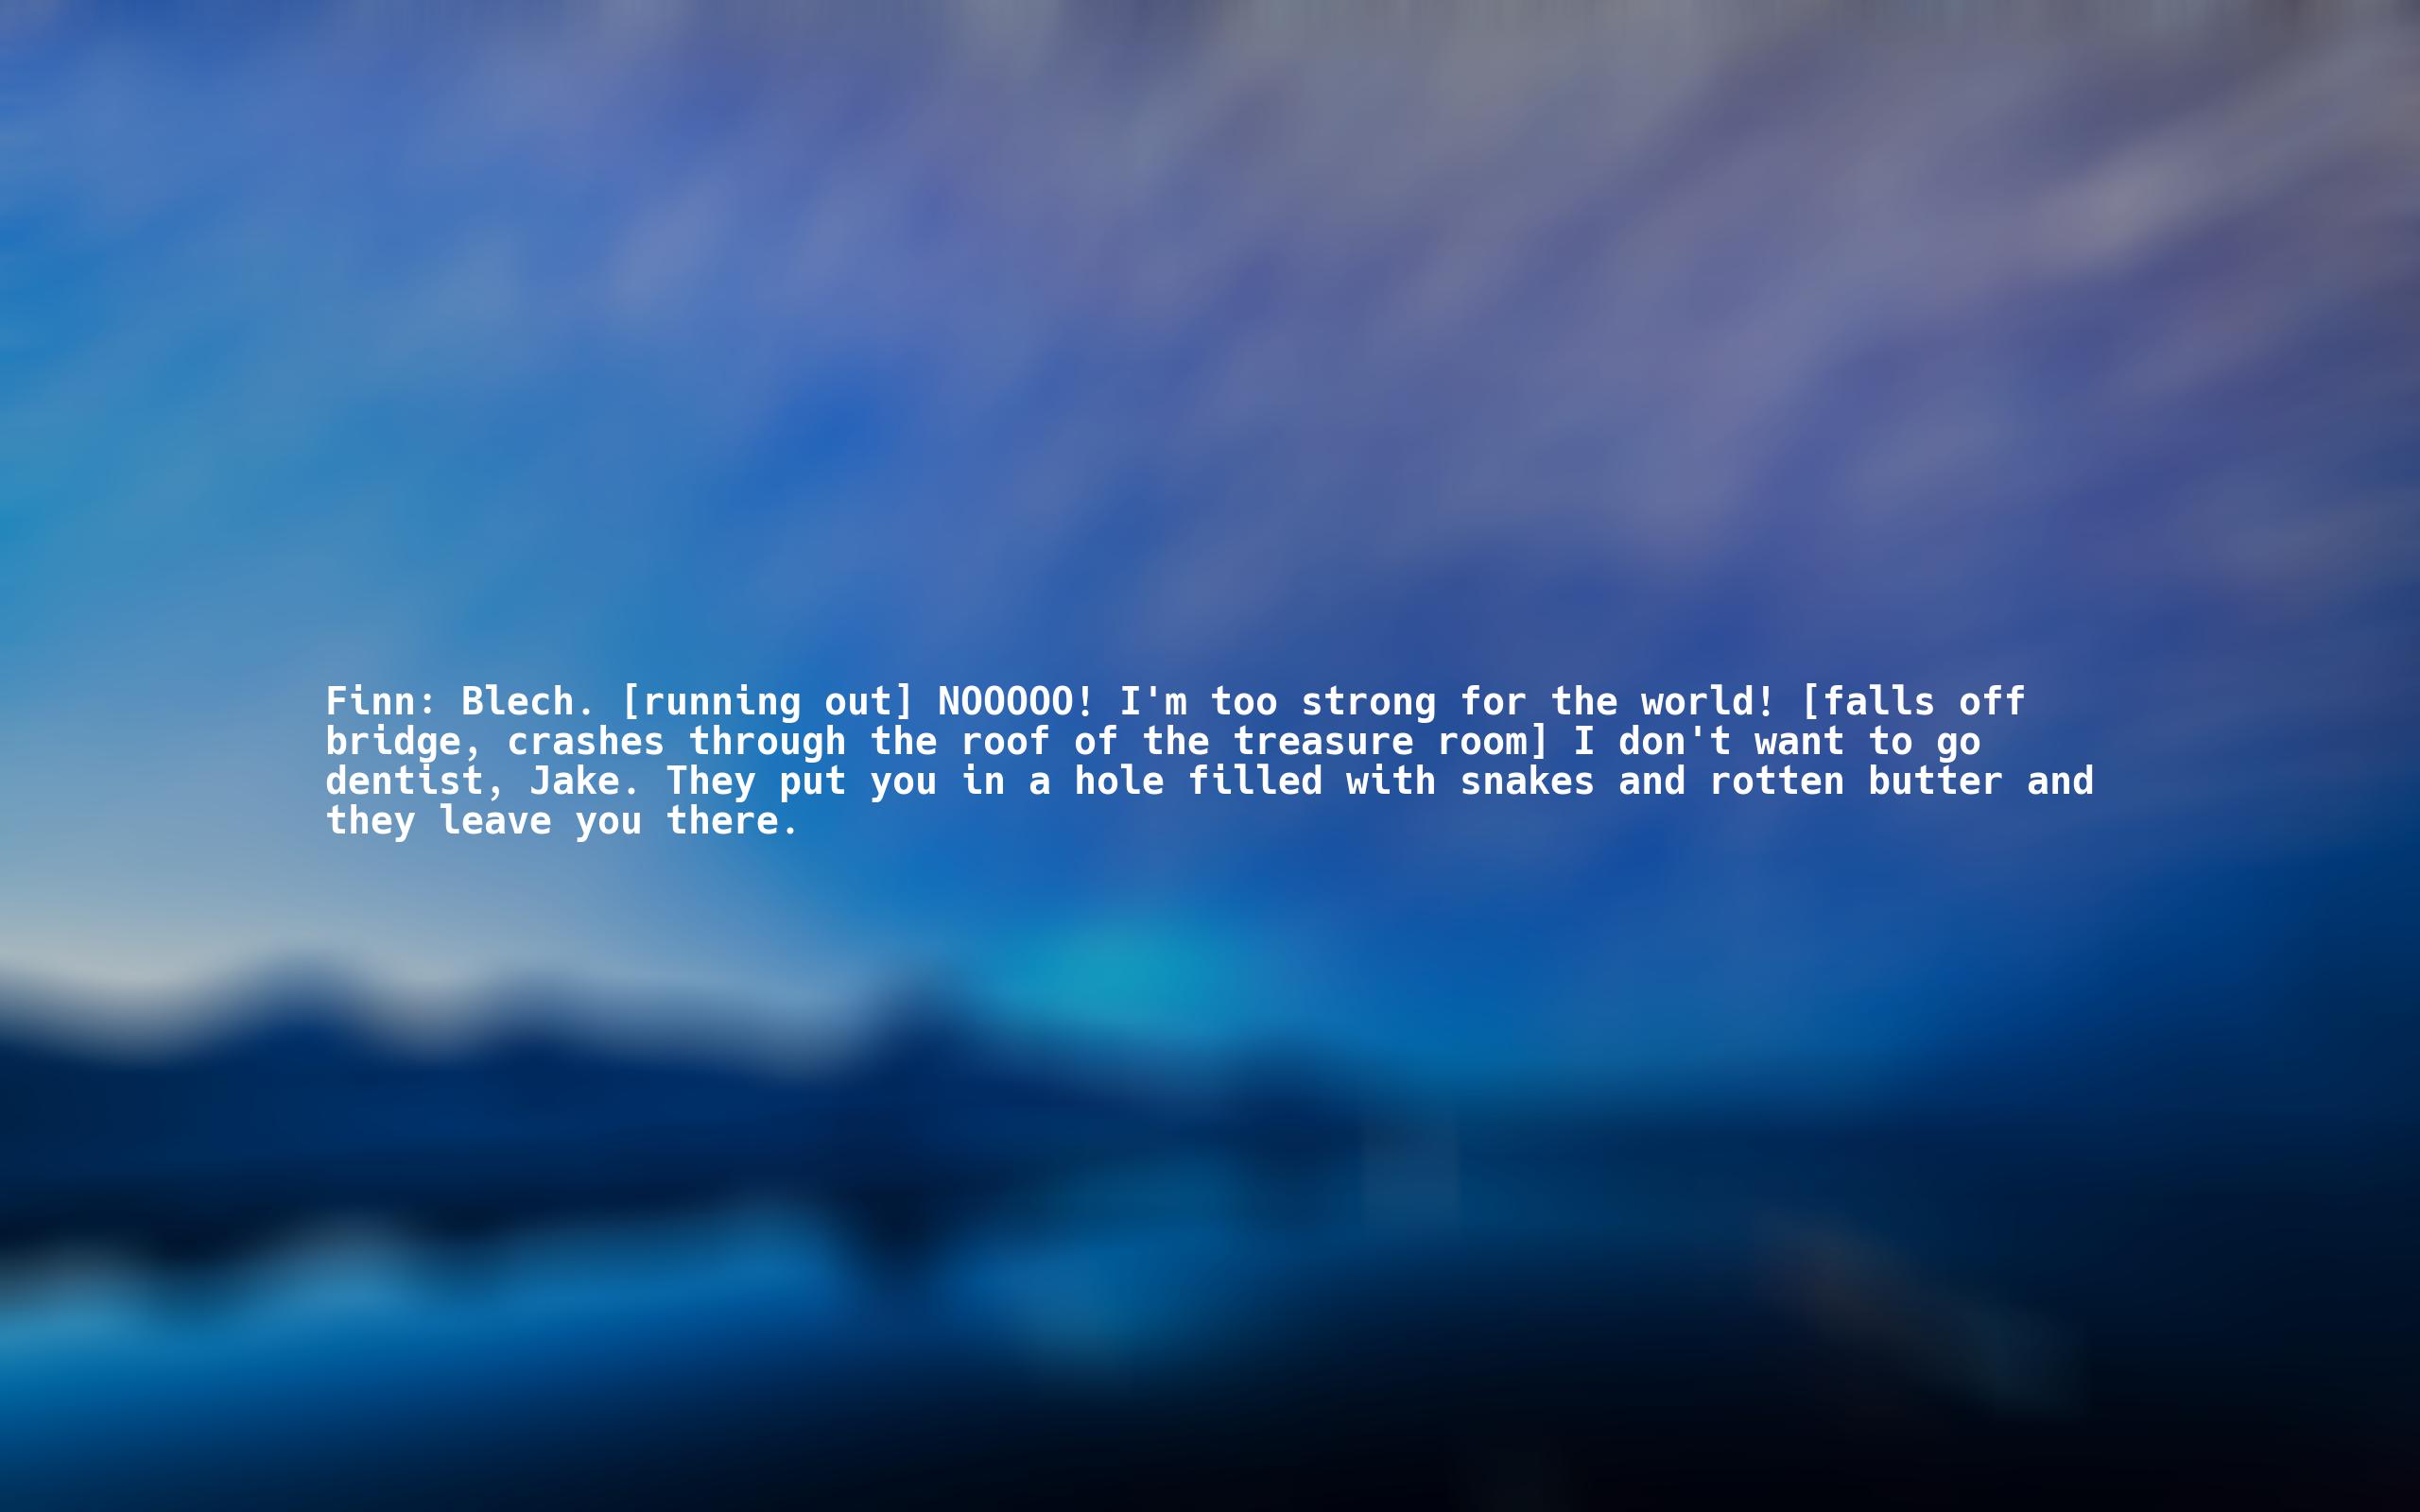 Finn: Blech. [running out] NOOOOO! I'm too strong for the world! [falls off
bridge, crashes through the roof of the treasure room] I don't want to go
dentist, Jake. They put you in a hole filled with snakes and rotten butter and
they leave you there.